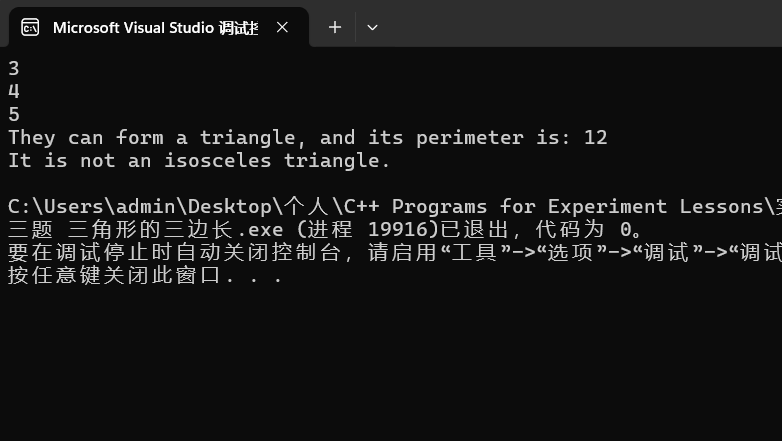 Microsoft Visual Studio 调试
3
4
5
They can form a triangle, and its perimeter is: 12
It is not an isosceles triangle.
C:\Users\admin\Desktop\个人\C++ Programs for Experiment Lessons\
三题 三角形的三边长.exe (进程 19916)已退出，代码为 0。
要在调试停止时自动关闭控制台，请启用“工具”->“选项”->“调试”->“调试
按任意键关闭此窗口. . .